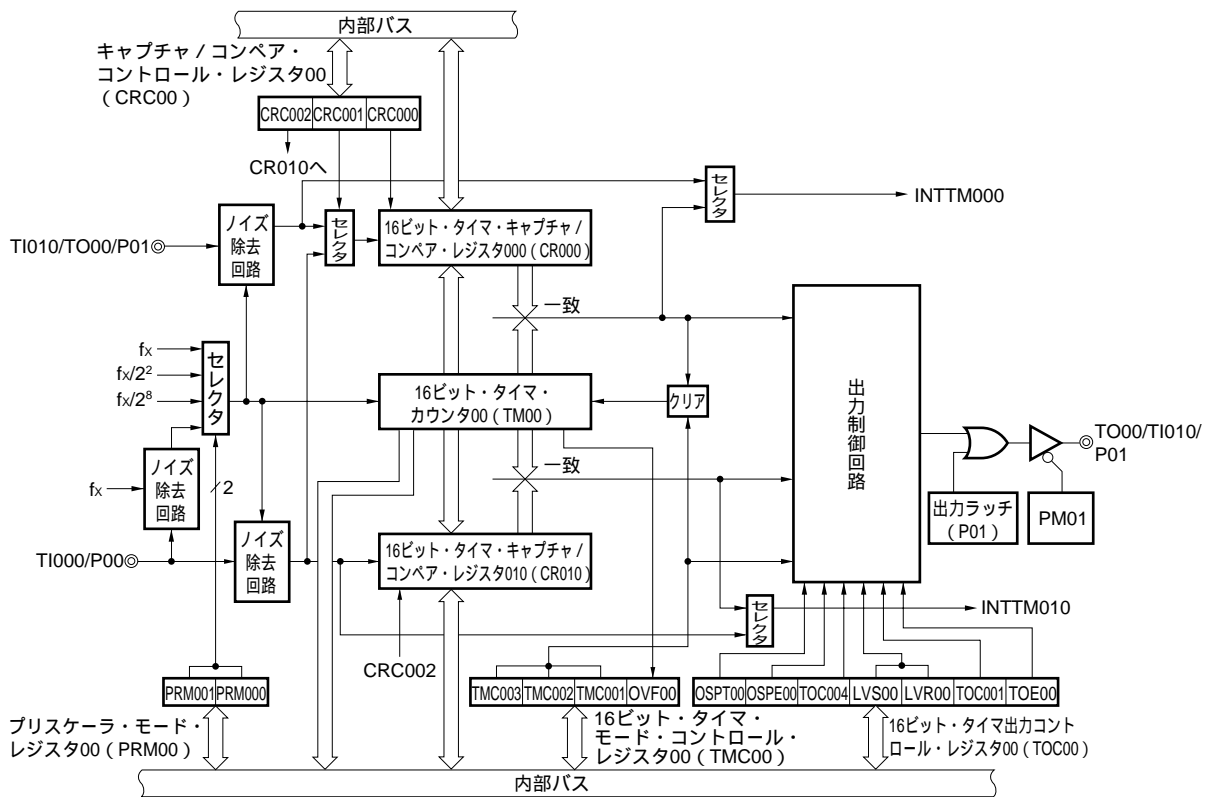 内部バス
キャプチャ / コンペア・
コントロール・レジスタ00
（CRC00）
CRC002 CRC001 CRC000
CR010へ
セレクタ
INTTM000
ノイズ
除去
回路
TI010/TO00/P01
セレクタ
16ビット・タイマ・キャプチャ /
コンペア・レジスタ000（CR000）
一致
fX
fX/2²
fX/2⁸
セレクタ
16ビット・タイマ・
カウンタ00（TM00）
クリア
出力制御回路
TO00/TI010/
P01
一致
fX
ノイズ
除去
回路
2
出力ラッチ
（P01）
PM01
TI000/P00
ノイズ
除去
回路
16ビット・タイマ・キャプチャ /
コンペア・レジスタ010（CR010）
セレクタ
INTTM010
CRC002
PRM001 PRM000
TMC003 TMC002 TMC001 OVF00
OSPT00 OSPE00 TOC004 LVS00 LVR00 TOC001 TOE00
プリスケーラ・モード・
レジスタ00（PRM00）
16ビット・タイマ・
モード・コントロール・
レジスタ00（TMC00）
16ビット・タイマ出力コント
ロール・レジスタ00（TOC00）
内部バス